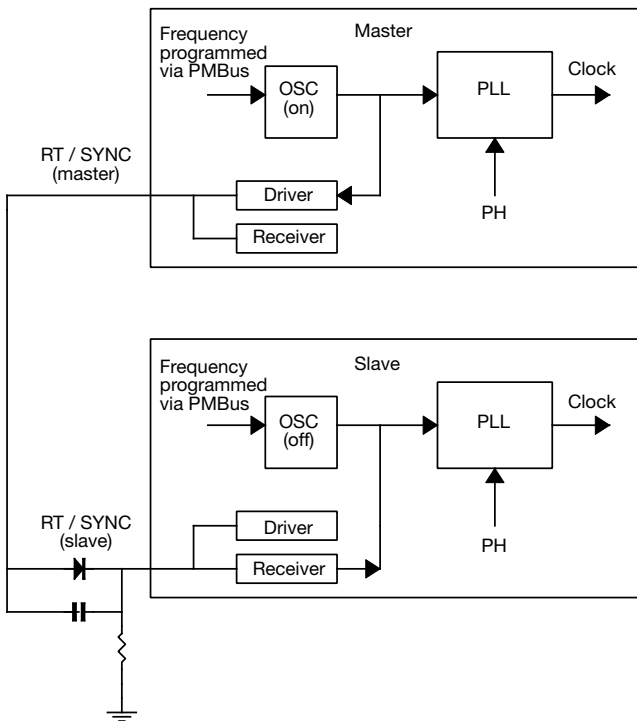 Frequency
programmed
via PMBus
Master
OSC
(on)
PLL
Clock
RT / SYNC
(master)
Driver
Receiver
PH
Frequency
programmed
via PMBus
Slave
OSC
(off)
PLL
Clock
RT / SYNC
(slave)
Driver
Receiver
PH